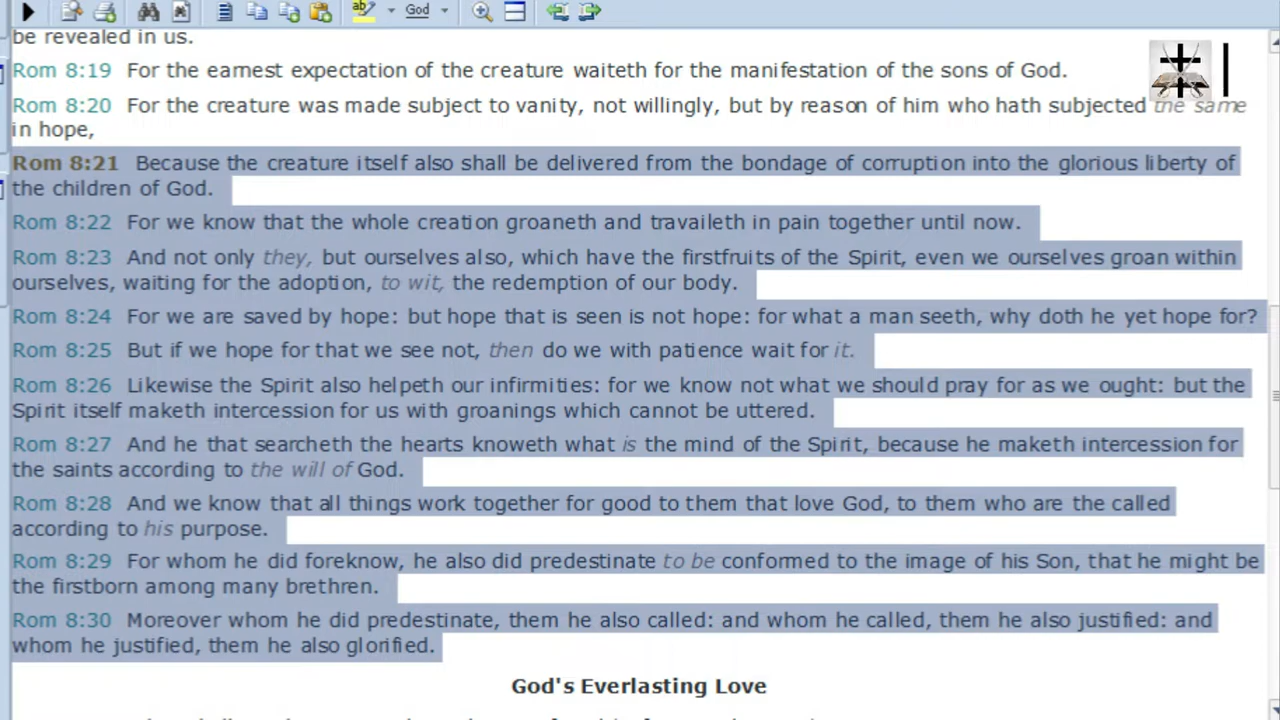 ab God
be revealed in us.
Rom 8:19 For the earnest expectation of the creature waiteth for the manifestation of the sons of God.
Rom 8:20 For the creature was made subject to vanity, not willingly, but by reason of him who hath subjected the same
in hope,
Rom 8:21 Because the creature itself also shall be delivered from the bondage of corruption into the glorious liberty of
the children of God.
Rom 8:22 For we know that the whole creation groaneth and travaileth in pain together until now.
Rom 8:23 And not only they, but ourselves also, which have the firstfruits of the Spirit, even we ourselves groan within
ourselves, waiting for the adoption, to wit, the redemption of our body.
Rom 8:24 For we are saved by hope: but hope that is seen is not hope: for what a man seeth, why doth he yet hope for?
Rom 8:25 But if we hope for that we see not, then do we with patience wait for it.
Rom 8:26 Likewise the Spirit also helpeth our infirmities: for we know not what we should pray for as we ought: but the
Spirit itself maketh intercession for us with groanings which cannot be uttered.
Rom 8:27 And he that searcheth the hearts knoweth what is the mind of the Spirit, because he maketh intercession for
the saints according to the will of God.
Rom 8:28 And we know that all things work together for good to them that love God, to them who are the called
according to his purpose.
Rom 8:29 For whom he did foreknow, he also did predestinate to be conformed to the image of his Son, that he might be
the firstborn among many brethren.
Rom 8:30 Moreover whom he did predestinate, them he also called: and whom he called, them he also justified: and
whom he justified, them he also glorified.
God's Everlasting Love